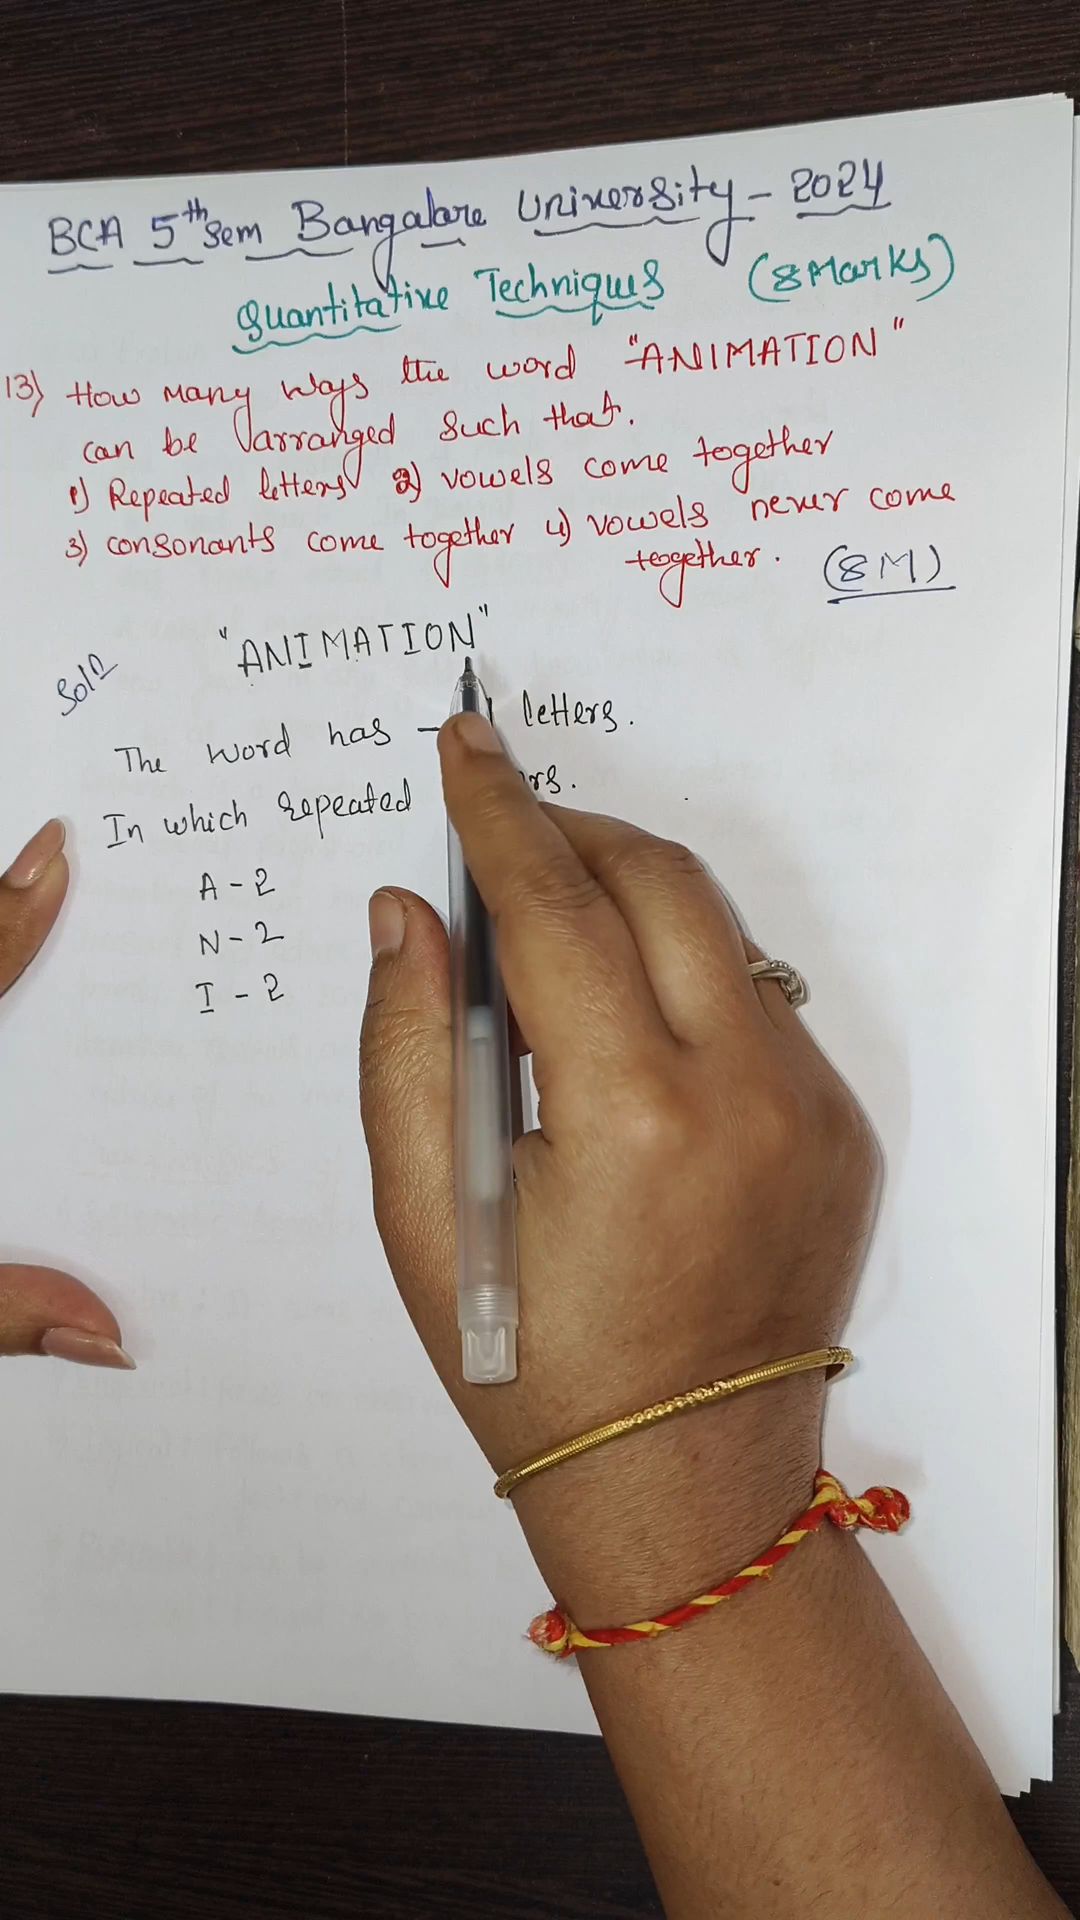 BCA 5th Sem Bangalore University - 2024
Quantitative Techniques (8 Marks)
13) How many ways the word "ANIMATION"
can be arranged such that.
1) Repeated letters 2) vowels come together
3) consonants come together 4) vowels never come
together. (8M)
Soln "ANIMATION"
The word has - letters.
In which repeated
A - 2
N - 2
I - 2